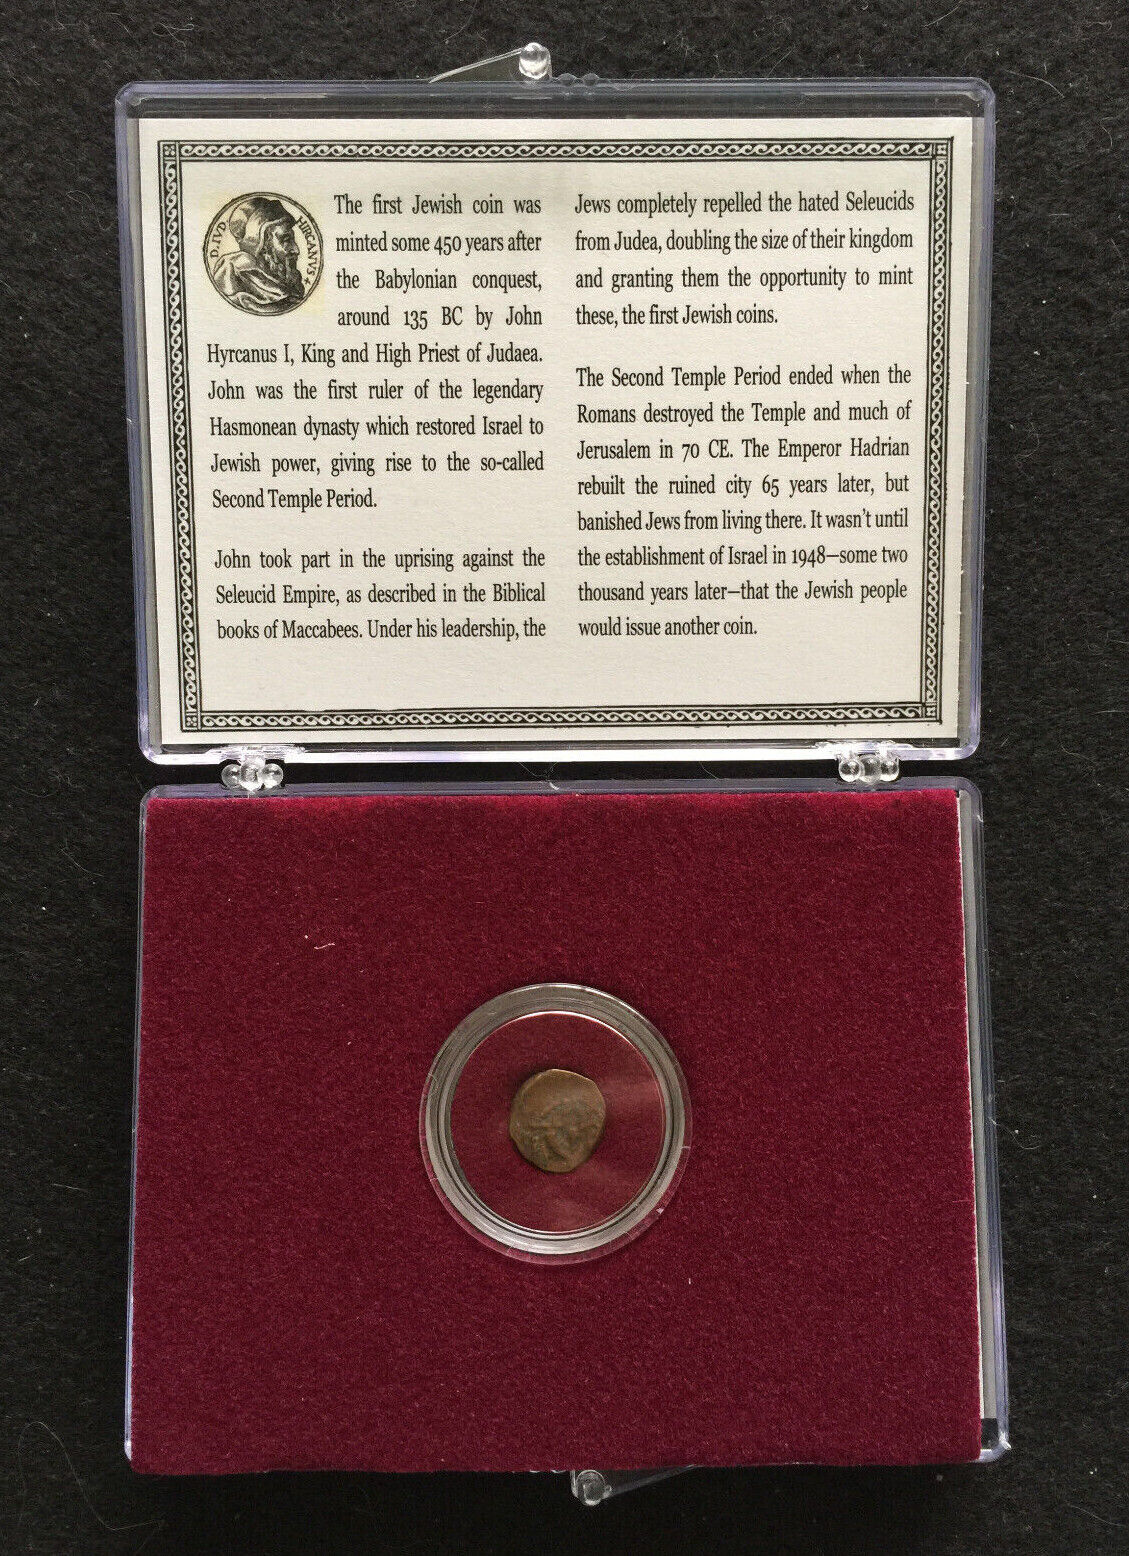 D. IVD HIRCANVS
The first Jewish coin was
minted some 450 years after
the Babylonian conquest,
around 135 BC by John
Hyrcanus I, King and High Priest of Judaea.
John was the first ruler of the legendary
Hasmonean dynasty which restored Israel to
Jewish power, giving rise to the so-called
Second Temple Period.
John took part in the uprising against the
Seleucid Empire, as described in the Biblical
books of Maccabees. Under his leadership, the
Jews completely repelled the hated Seleucids
from Judea, doubling the size of their kingdom
and granting them the opportunity to mint
these, the first Jewish coins.
The Second Temple Period ended when the
Romans destroyed the Temple and much of
Jerusalem in 70 CE. The Emperor Hadrian
rebuilt the ruined city 65 years later, but
banished Jews from living there. It wasn't until
the establishment of Israel in 1948—some two
thousand years later—that the Jewish people
would issue another coin.